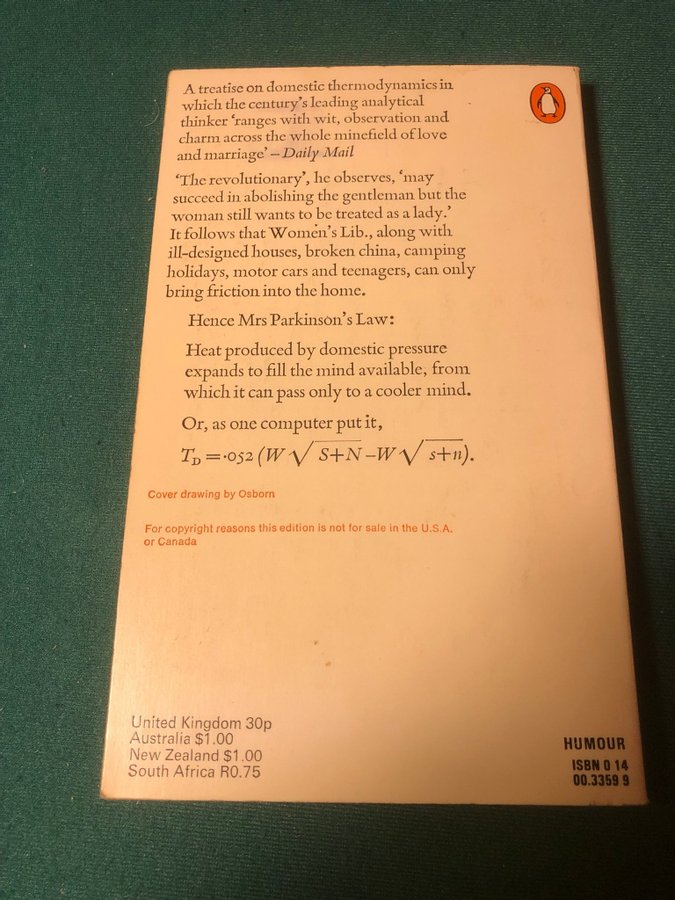 A treatise on domestic thermodynamics in
which the century's leading analytical
thinker 'ranges with wit, observation and
charm across the whole minefield of love
and marriage' – Daily Mail
'The revolutionary', he observes, 'may
succeed in abolishing the gentleman but the
woman still wants to be treated as a lady.'
It follows that Women's Lib., along with
ill-designed houses, broken china, camping
holidays, motor cars and teenagers, can only
bring friction into the home.
Hence Mrs Parkinson's Law:
Heat produced by domestic pressure
expands to fill the mind available, from
which it can pass only to a cooler mind.
Or, as one computer put it,
T_D = ·052 (W √S+N – W √s+n).
Cover drawing by Osborn
For copyright reasons this edition is not for sale in the U.S.A.
or Canada
United Kingdom 30p
Australia $1.00
New Zealand $1.00
South Africa R0.75
HUMOUR
ISBN 0 14
00.3359 9